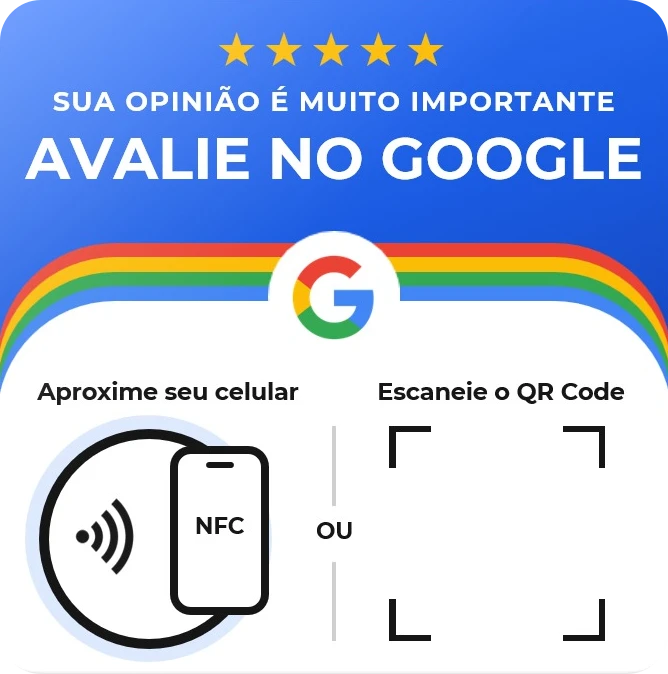 SUA OPINIÃO É MUITO IMPORTANTE
AVALIE NO GOOGLE
G
Aproxime seu celular
Escaneie o QR Code
NFC
OU